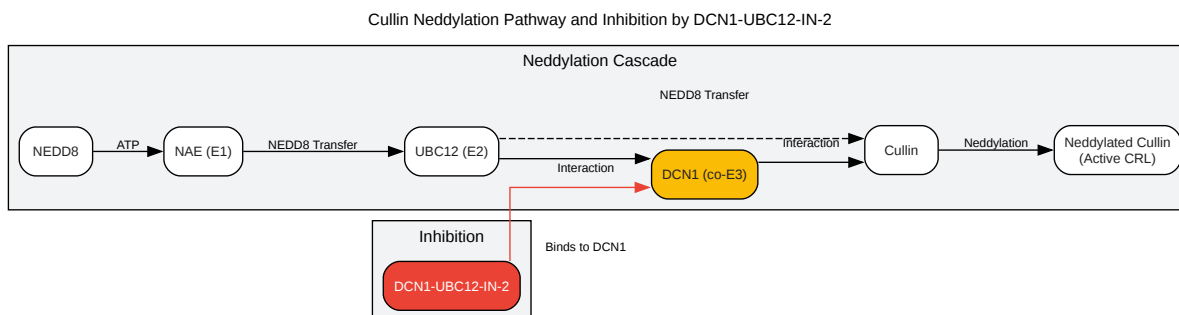 Cullin Neddylation Pathway and Inhibition by DCN1-UBC12-IN-2
Neddylation Cascade
NEDD8 Transfer
NEDD8
ATP
NAE (E1)
NEDD8 Transfer
UBC12 (E2)
Interaction
DCN1 (co-E3)
Interaction
Cullin
Neddylation
Neddylated Cullin
(Active CRL)
Inhibition
Binds to DCN1
DCN1-UBC12-IN-2